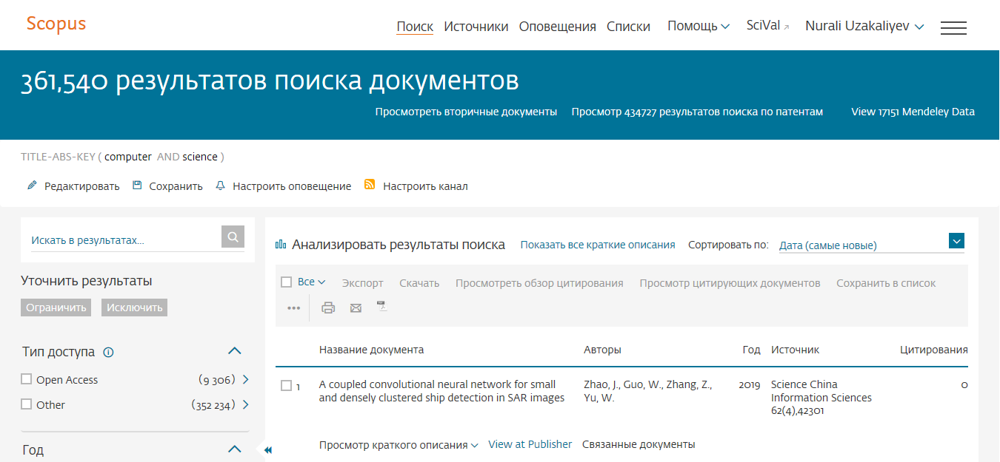 Scopus
Поиск Источники Оповещения Списки Помощь SciVal Nurali Uzakaliyev
361,540 результатов поиска документов
Просмотреть вторичные документы Просмотр 434727 результатов поиска по патентам View 17151 Mendeley Data
TITLE-ABS-KEY ( computer AND science )
Редактировать Сохранить Настроить оповещение Настроить канал
Искать в результатах...
Уточнить результаты
Ограничить Исключить
Тип доступа
Open Access (9 306)
Other (352 234)
Год
Анализировать результаты поиска Показать все краткие описания Сортировать по: Дата (самые новые)
Все Экспорт Скачать Просмотреть обзор цитирования Просмотр цитирующих документов Сохранить в список
Название документа Авторы Год Источник Цитирования
1 A coupled convolutional neural network for small Zhao, J., Guo, W., Zhang, Z., 2019 Science China 0
and densely clustered ship detection in SAR images Yu, W. Information Sciences
62(4),42301
Просмотр краткого описания View at Publisher Связанные документы